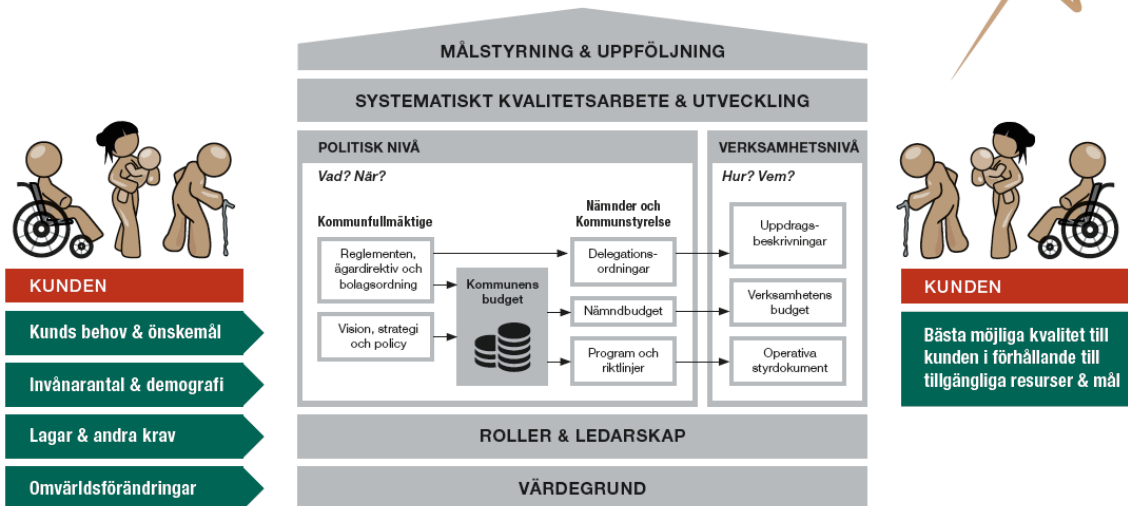 MÅLSTYRNING & UPPFÖLJNING
SYSTEMATISKT KVALITETSARBETE & UTVECKLING
POLITISK NIVÅ
Vad? När?
Kommunfullmäktige
Reglementen,
ägardirektiv och
bolagsordning
Vision, strategi
och policy
Kommunens
budget
Nämnder och
Kommunstyrelse
Delegations-
ordningar
Nämndbudget
Program och
riktlinjer
VERKSAMHETSNIVÅ
Hur? Vem?
Uppdrags-
beskrivningar
Verksamhetens
budget
Operativa
styrdokument
ROLLER & LEDARSKAP
VÄRDEGRUND
KUNDEN
Kunds behov & önskemål
Invånarantal & demografi
Lagar & andra krav
Omvärldsförändringar
KUNDEN
Bästa möjliga kvalitet till
kunden i förhållande till
tillgängliga resurser & mål